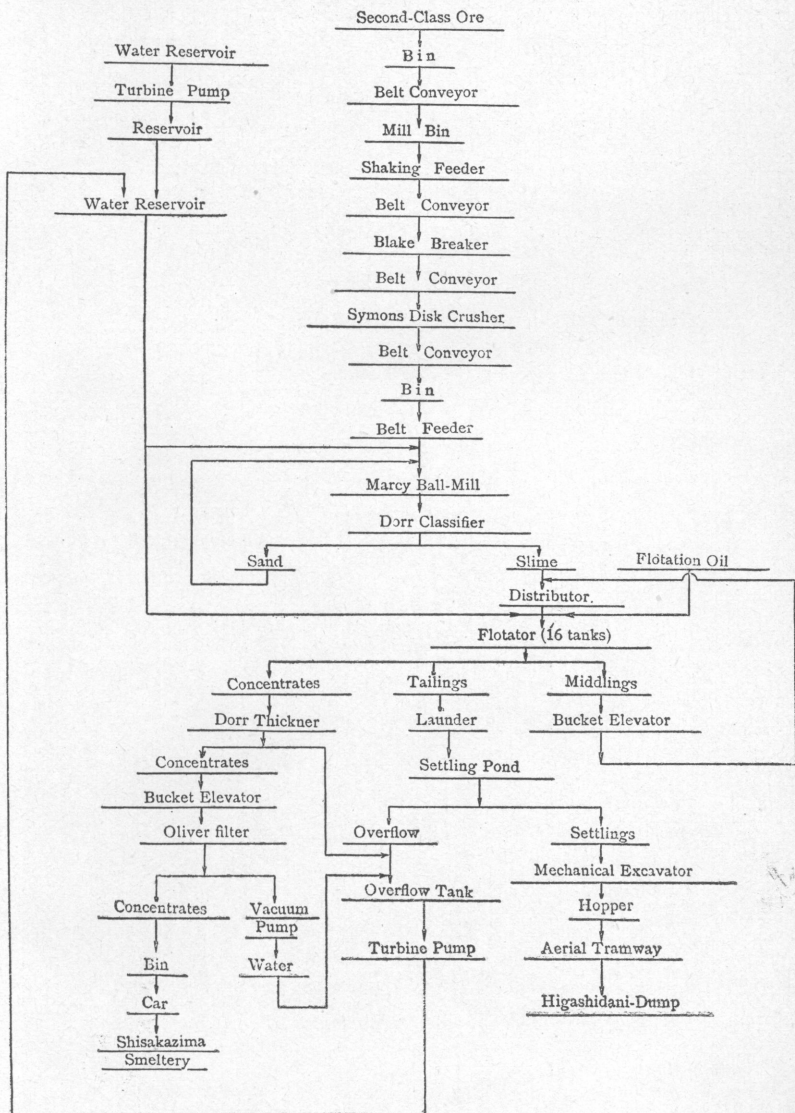 Second-Class Ore
Water Reservoir
Bin
Turbine Pump
Belt Conveyor
Reservoir
Mill Bin
Shaking Feeder
Water Reservoir
Belt Conveyor
Blake Breaker
Belt Conveyor
Symons Disk Crusher
Belt Conveyor
Bin
Belt Feeder
Marcy Ball-Mill
Dorr Classifier
Sand
Slime
Flotation Oil
Distributor.
Flotator (16 tanks)
Concentrates
Tailings
Middlings
Dorr Thickner
Launder
Bucket Elevator
Concentrates
Settling Pond
Bucket Elevator
Oliver filter
Overflow
Settlings
Mechanical Excavator
Overflow Tank
Concentrates
Vacuum
Pump
Hopper
Turbine Pump
Aerial Tramway
Bin
Water
Car
Higashidani-Dump
Shisakazima
Smeltery